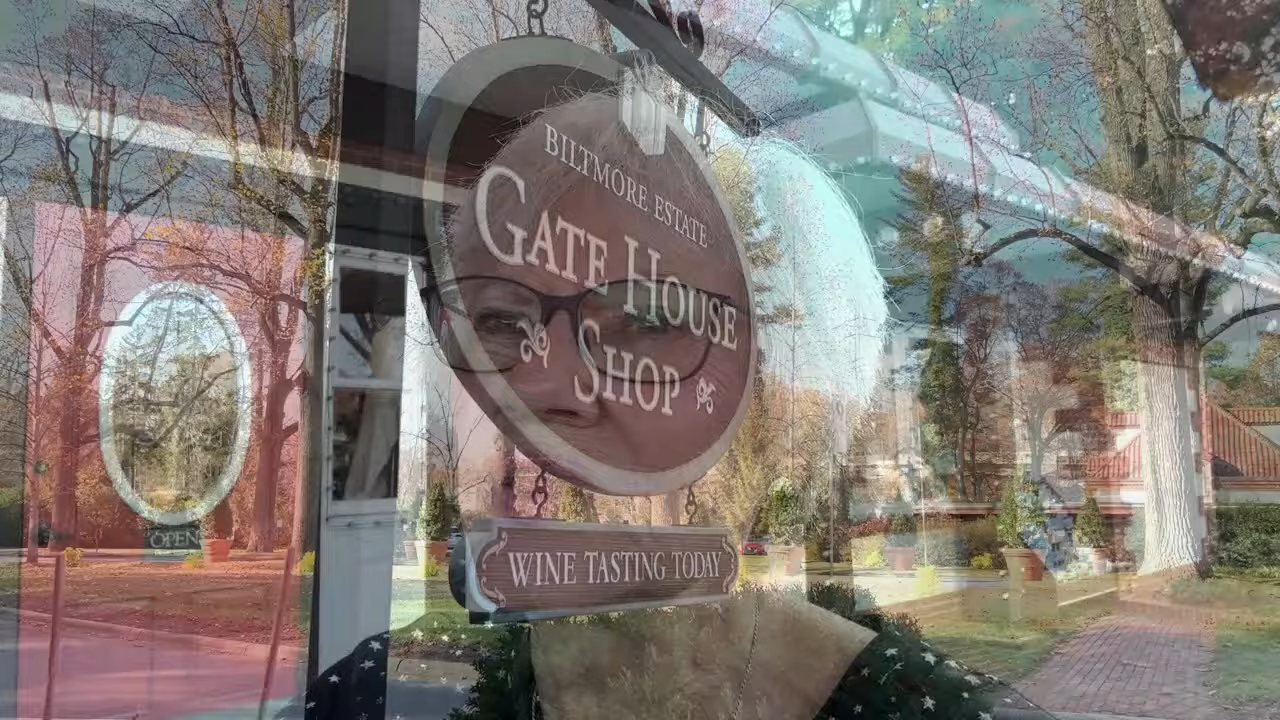 BILTMORE ESTATE
GATE HOUSE
SHOP
WINE TASTING TODAY
OPEN